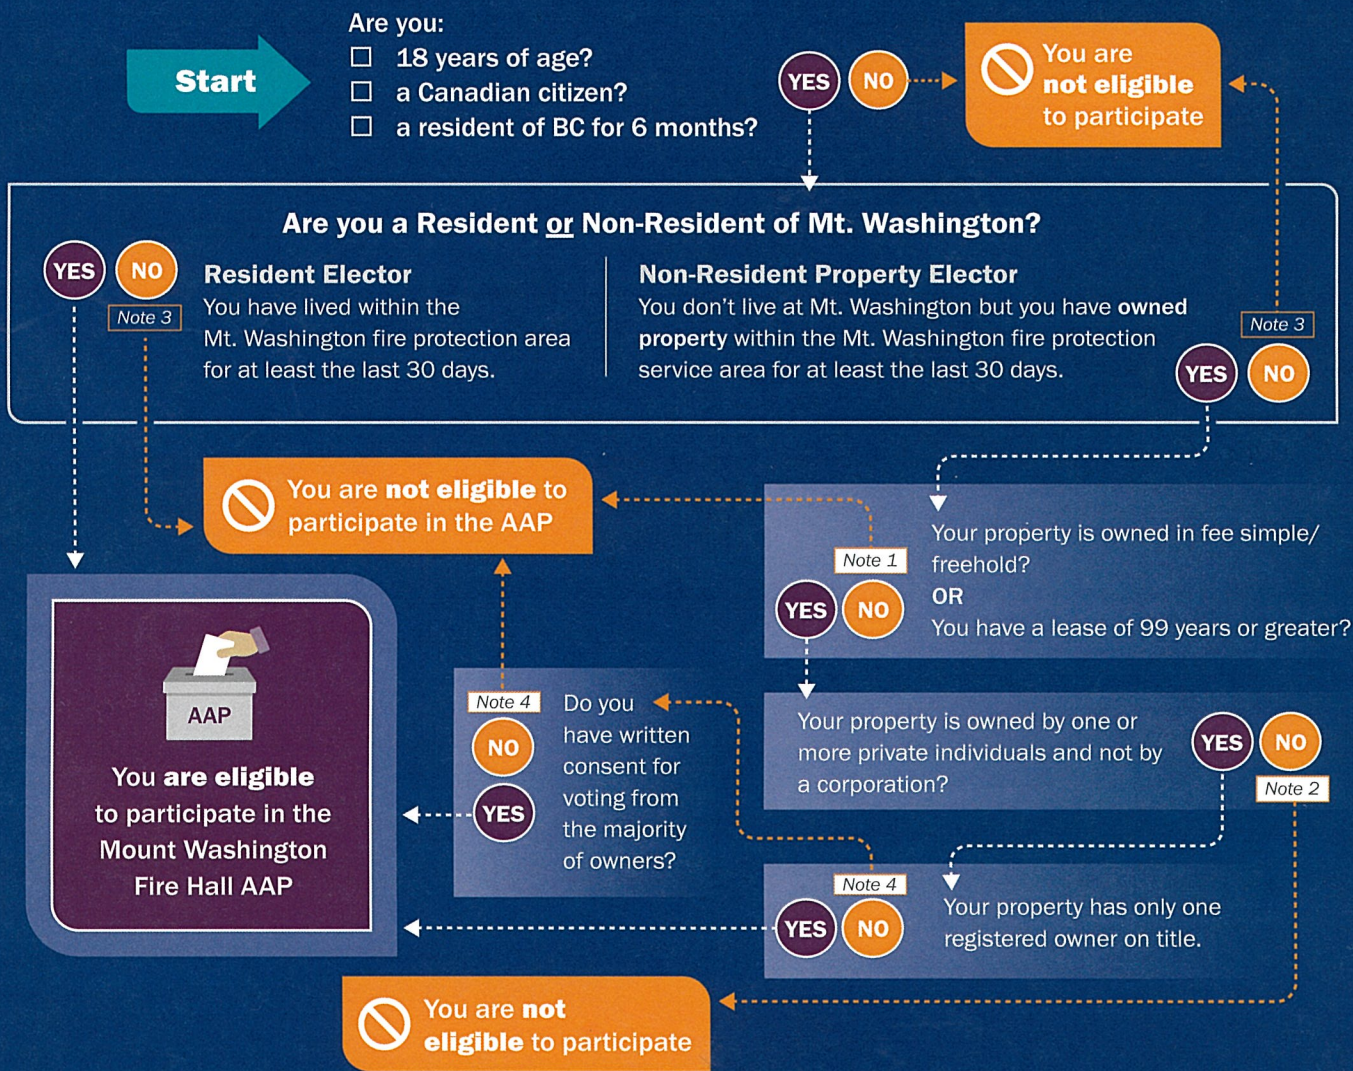 Start
Are you:
18 years of age?
a Canadian citizen?
a resident of BC for 6 months?
YES
NO
You are
not eligible
to participate
Are you a Resident or Non-Resident of Mt. Washington?
YES
NO
Note 3
Resident Elector
You have lived within the
Mt. Washington fire protection area
for at least the last 30 days.
Non-Resident Property Elector
You don't live at Mt. Washington but you have owned
property within the Mt. Washington fire protection
service area for at least the last 30 days.
Note 3
YES
NO
You are not eligible to
participate in the AAP
Note 1
YES
NO
Your property is owned in fee simple/
freehold?
OR
You have a lease of 99 years or greater?
AAP
You are eligible
to participate in the
Mount Washington
Fire Hall AAP
Note 4
NO
YES
Do you
have written
consent for
voting from
the majority
of owners?
Your property is owned by one or
more private individuals and not by
a corporation?
YES
NO
Note 2
Note 4
YES
NO
Your property has only one
registered owner on title.
You are not
eligible to participate